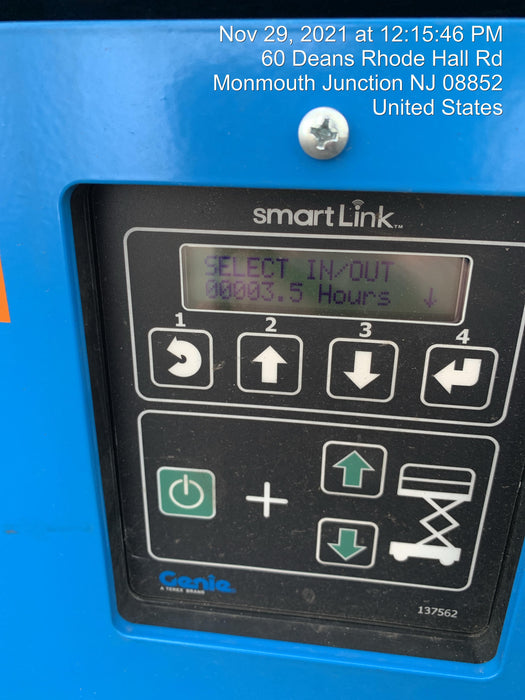 Nov 29, 2021 at 12:15:46 PM
60 Deans Rhode Hall Rd
Monmouth Junction NJ 08852
United States
smartLink™
SELECT IN/OUT
00003.5 Hours ↓
1 2 3 4
+
Genie
A TEREX BRAND
137562